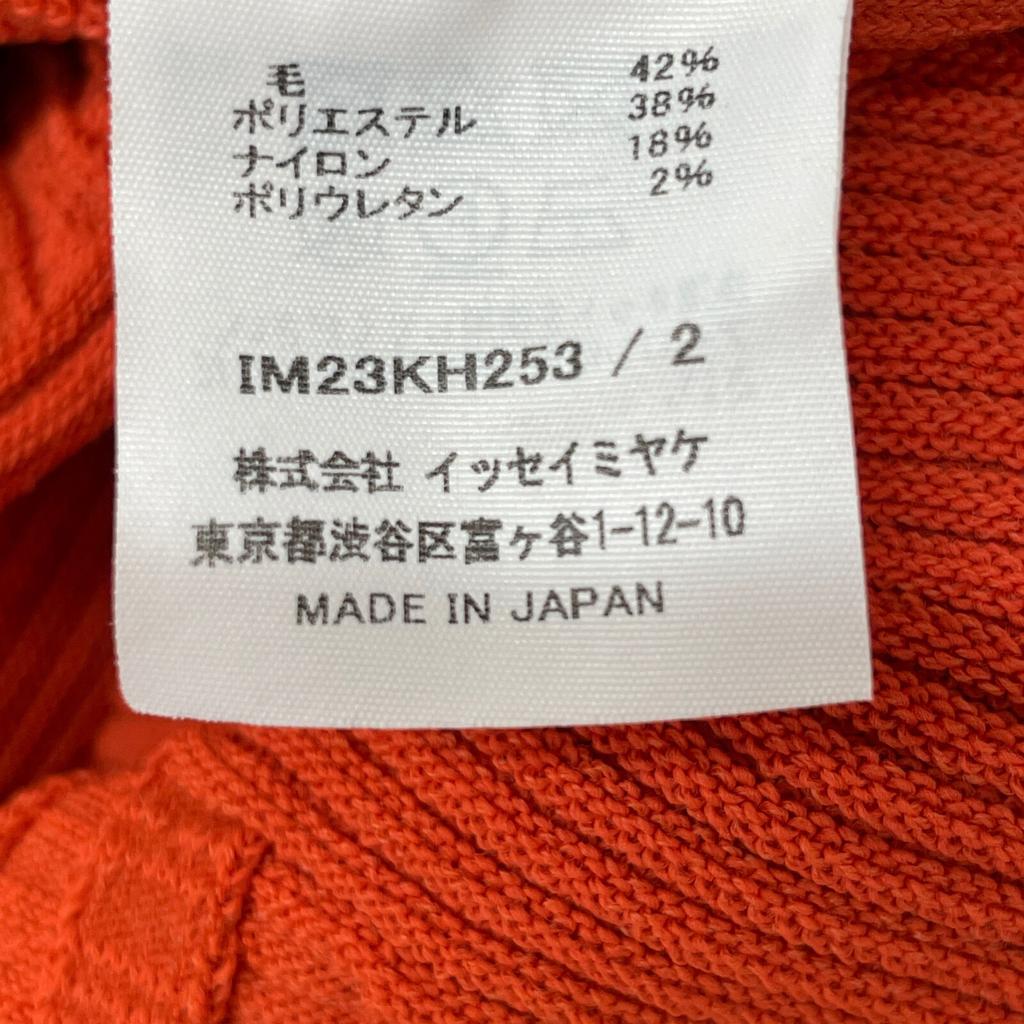 毛 42%
ポリエステル 38%
ナイロン 18%
ポリウレタン 2%
IM23KH253 / 2
株式会社 イッセイミヤケ
東京都渋谷区富ヶ谷1-12-10
MADE IN JAPAN